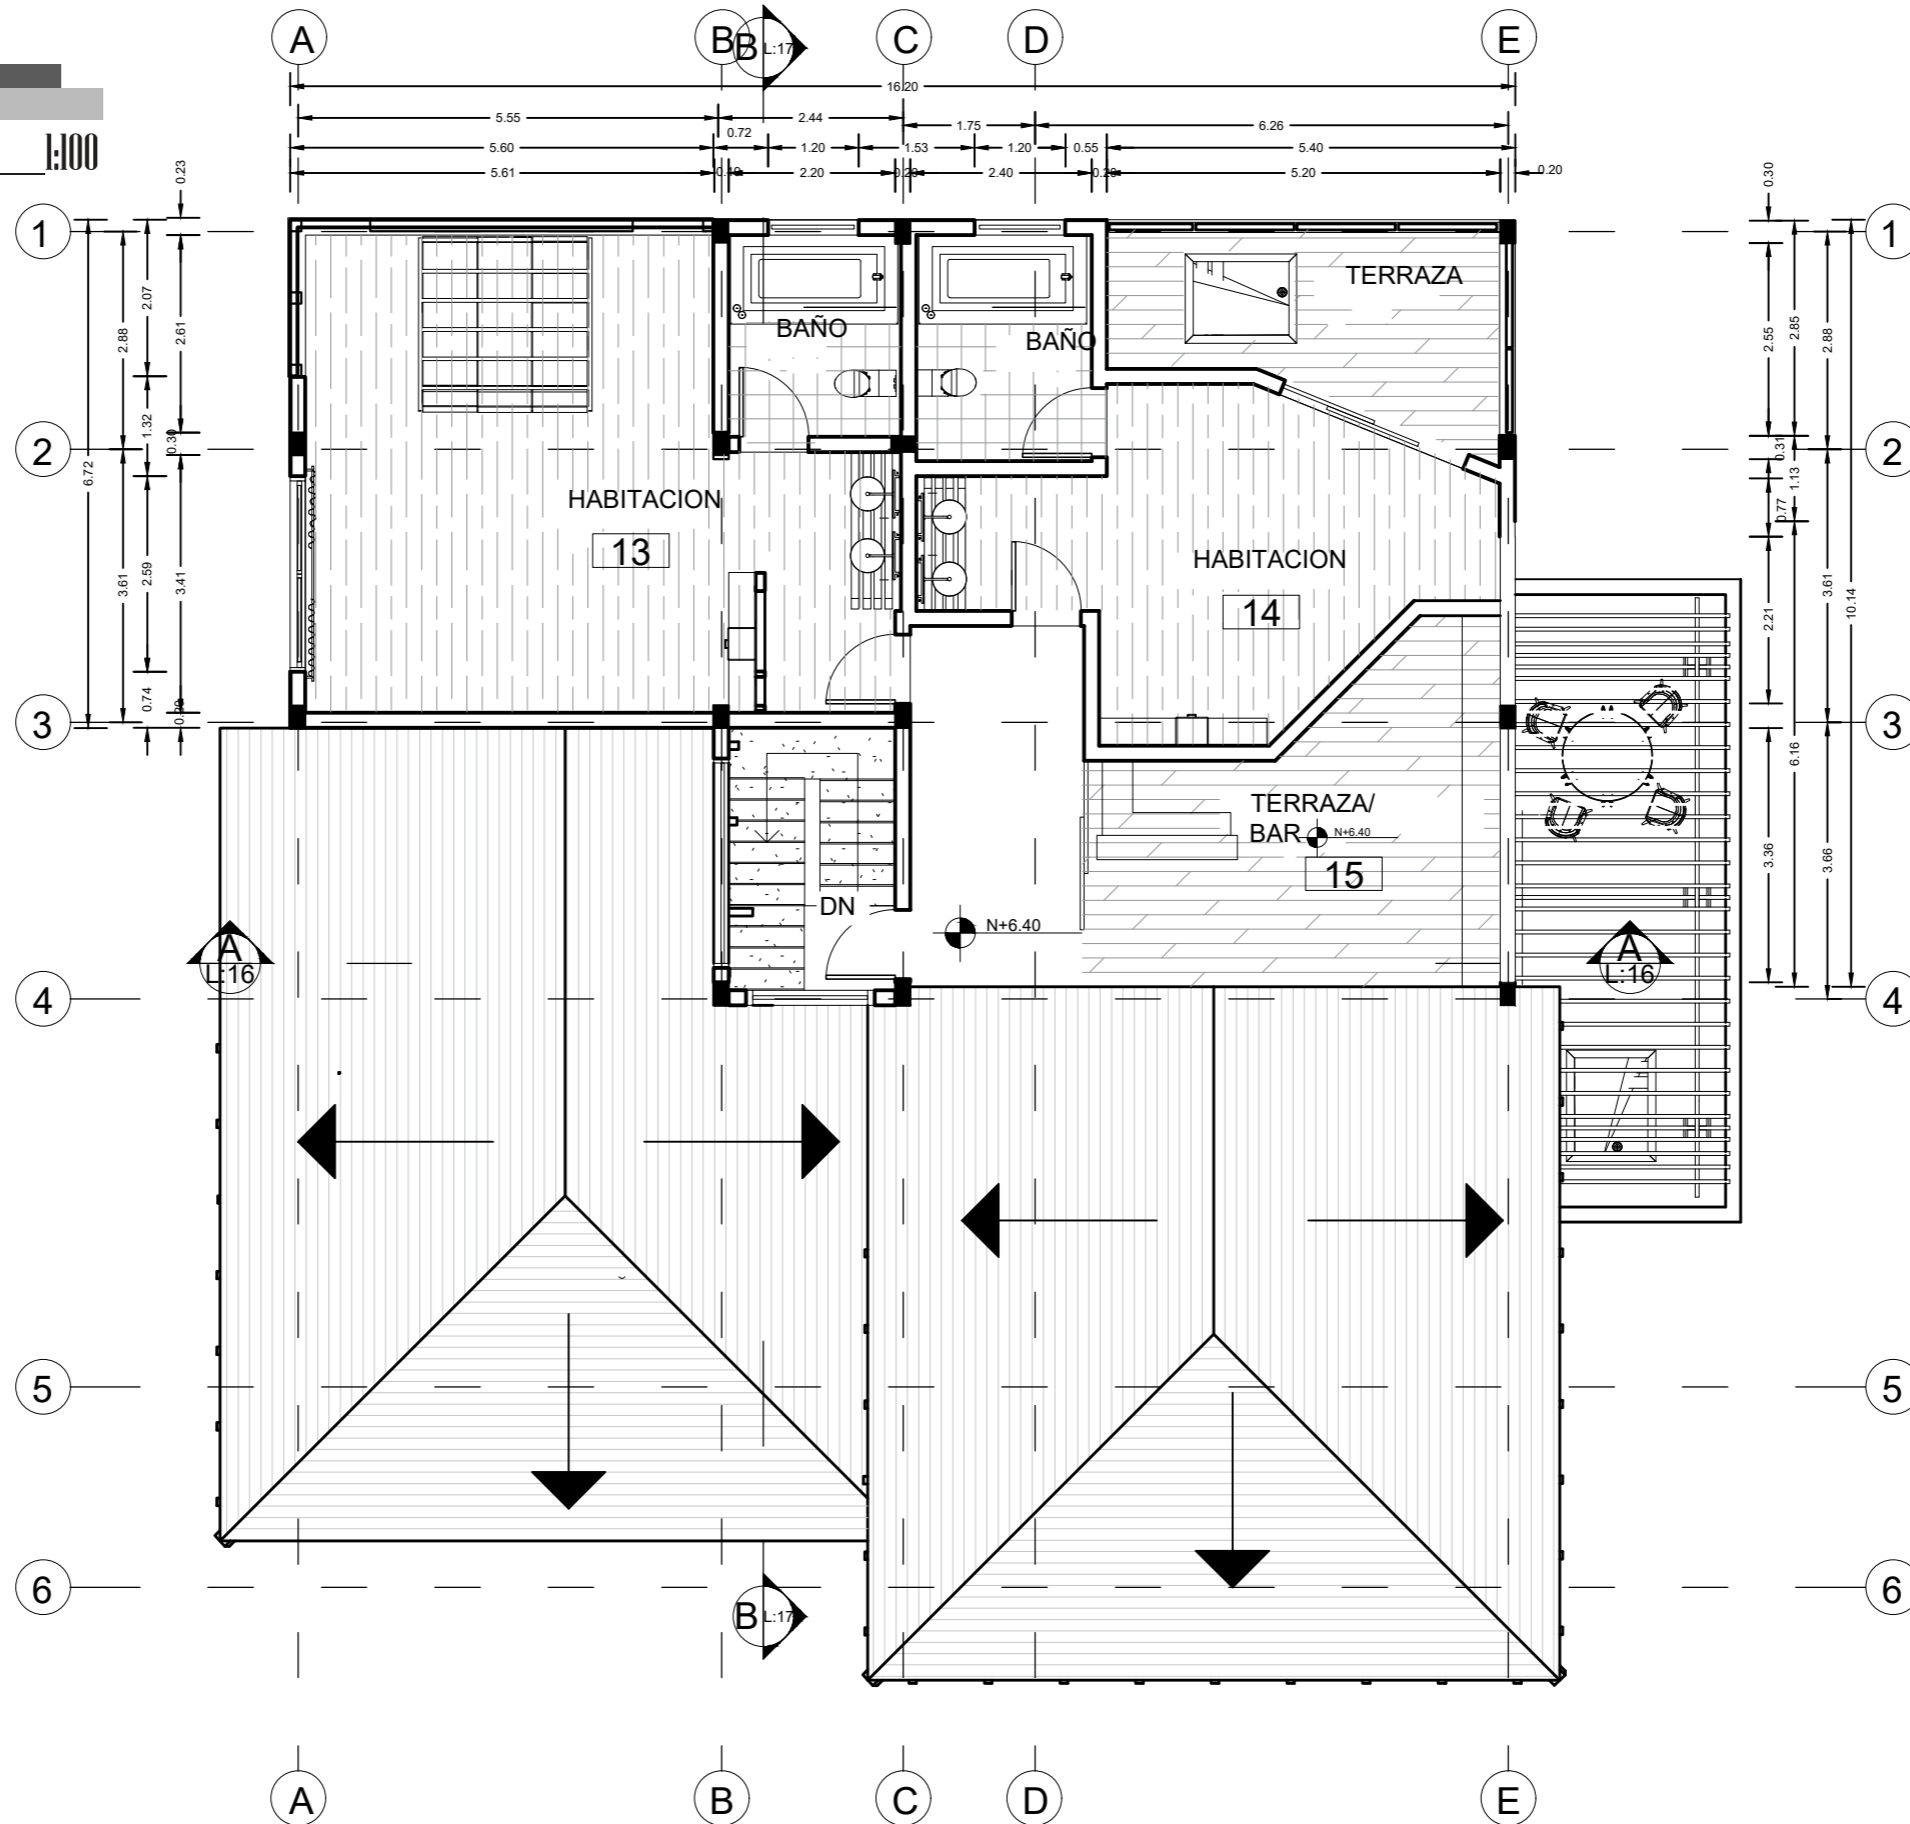 A B B L:17 C D E
16.20
5.55 2.44 1.75 6.26
5.60 0.72 1.20 1.53 1.20 0.55 5.40
5.61 2.20 2.40 5.20 0.20
1:100
0.23
0.30
1 1
2.07
2.88
2.61
6.72
1.32
0.30
2 2
3.61
2.59
3.41
0.74
3 3
2.55
2.85
2.88
0.31
1.13
0.77
3.61
2.21
10.14
6.16
3.36
3.66
TERRAZA
BAÑO
BAÑO
HABITACION
13
HABITACION
14
TERRAZA/
BAR
N+6.40
15
DN
N+6.40
A
L:16
A
L:16
4 4
5 5
6 6
B L:17
A B C D E